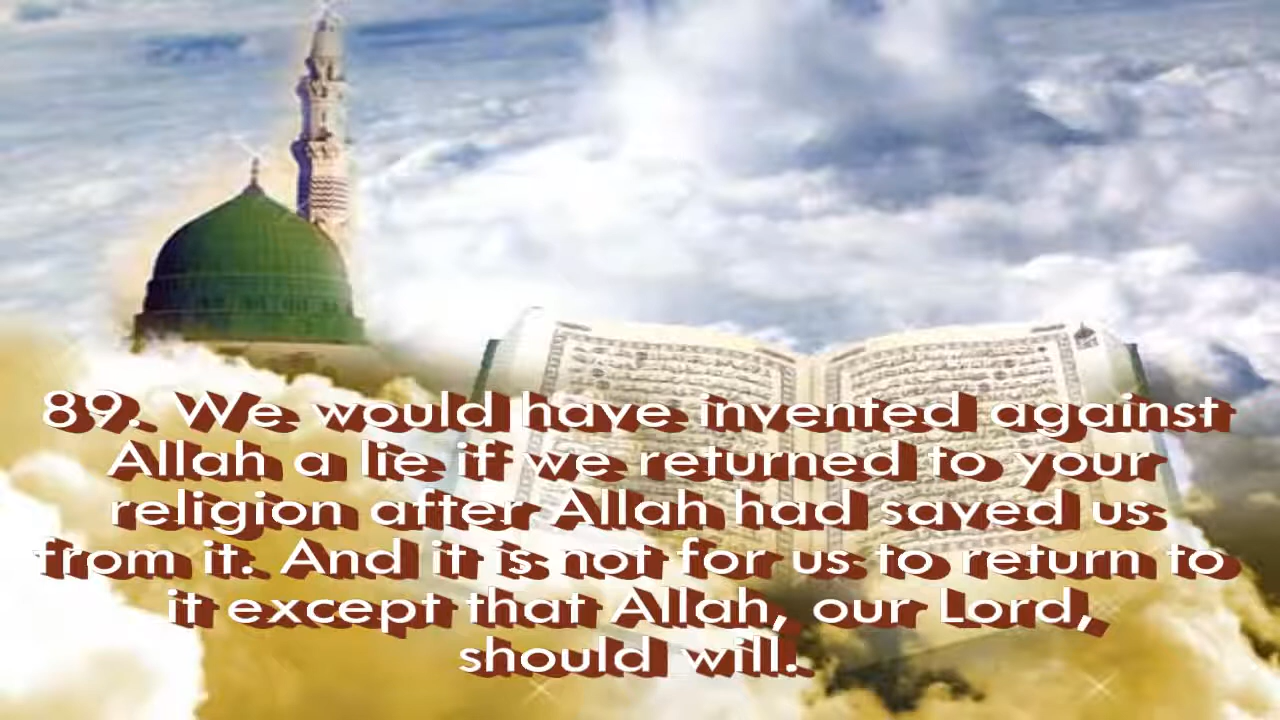 89. We would have invented against
Allah a lie if we returned to your
religion after Allah had saved us
from it. And it is not for us to return to
it except that Allah, our Lord,
should will.